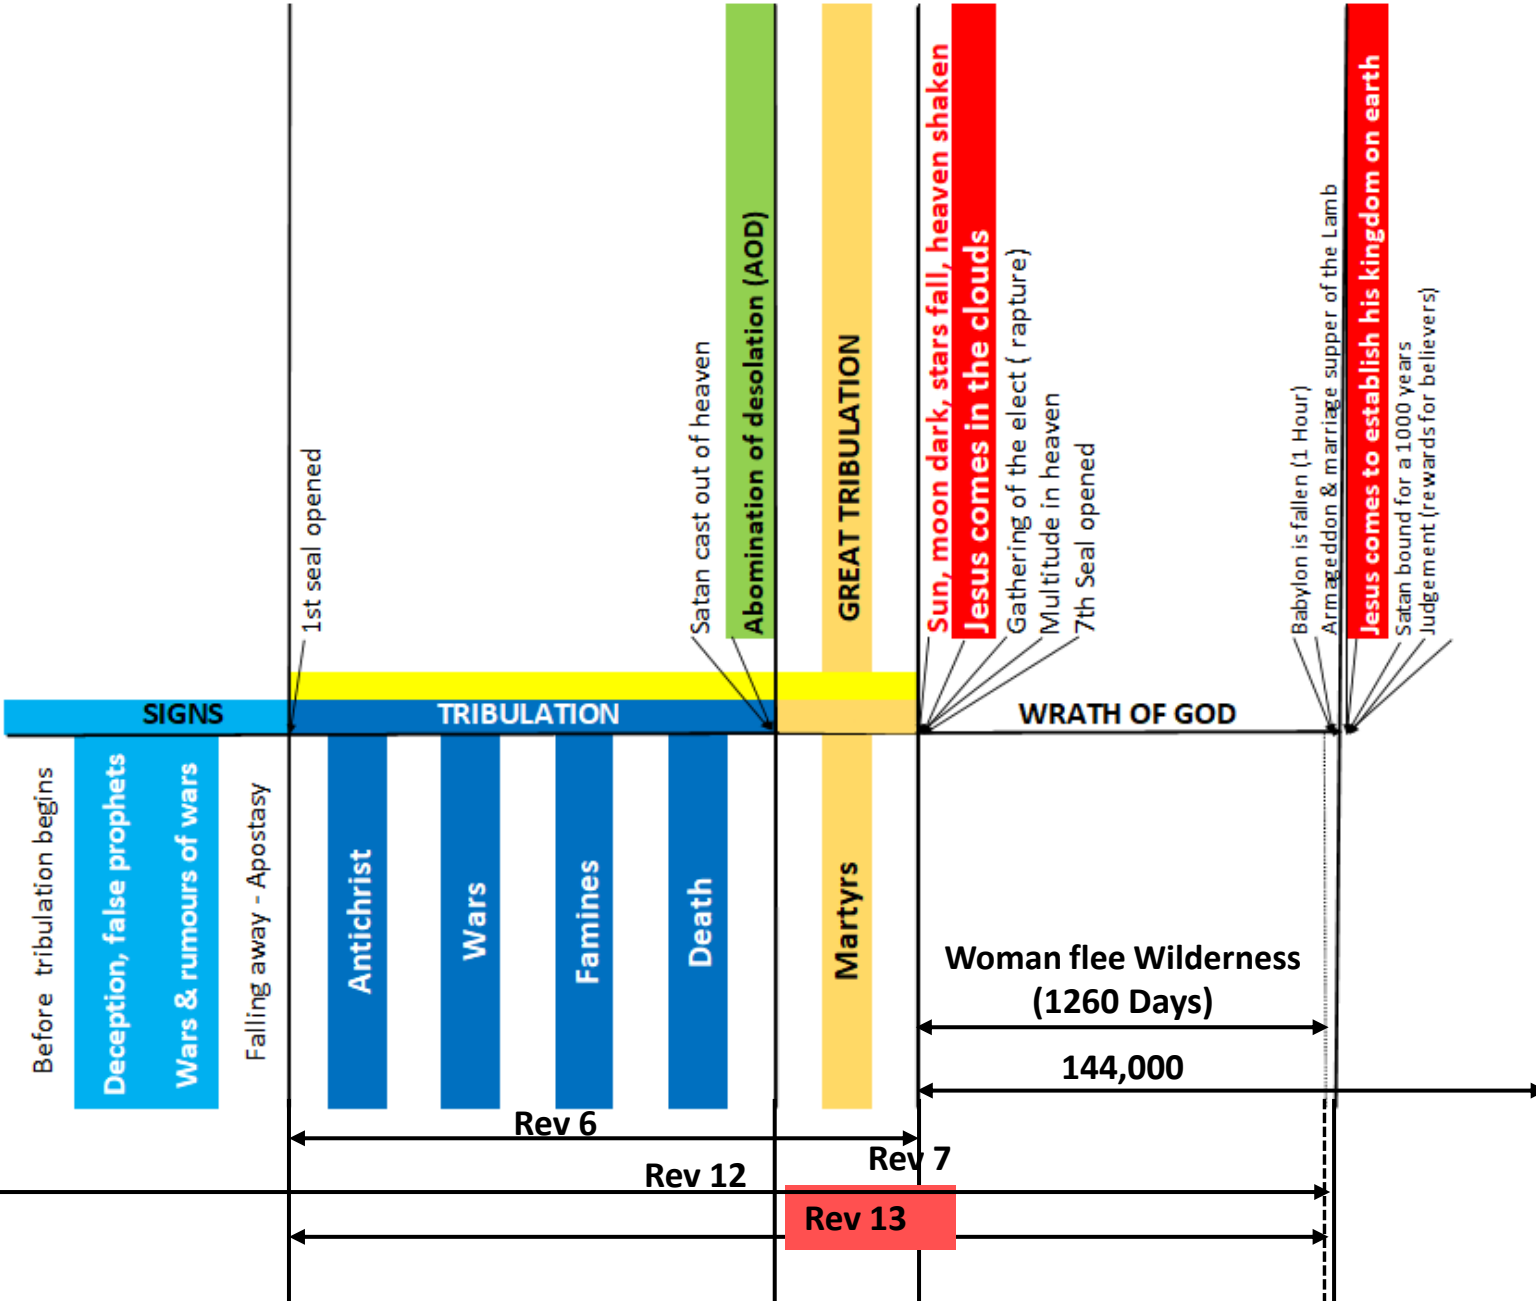 1st seal opened
Satan cast out of heaven
Abomination of desolation (AOD)
GREAT TRIBULATION
Sun, moon dark, stars fall, heaven shaken
Jesus comes in the clouds
Gathering of the elect ( rapture)
Multitude in heaven
7th Seal opened
Babylon is fallen (1 Hour)
Armageddon & marriage supper of the Lamb
Jesus comes to establish his kingdom on earth
Satan bound for a 1000 years
Judgement (rewards for believers)
SIGNS
TRIBULATION
WRATH OF GOD
Before tribulation begins
Deception, false prophets
Wars & rumours of wars
Falling away - Apostasy
Antichrist
Wars
Famines
Death
Martyrs
Woman flee Wilderness
(1260 Days)
144,000
Rev 6
Rev 7
Rev 12
Rev 13